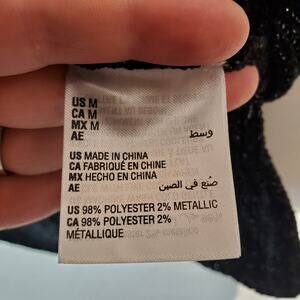 US M
CA M
MX M
AE وسط
US MADE IN CHINA
CA FABRIQUÉ EN CHINE
MX HECHO EN CHINA
AE صنع في الصين
US 98% POLYESTER 2% METALLIC
CA 98% POLYESTER 2%
MÉTALLIQUE